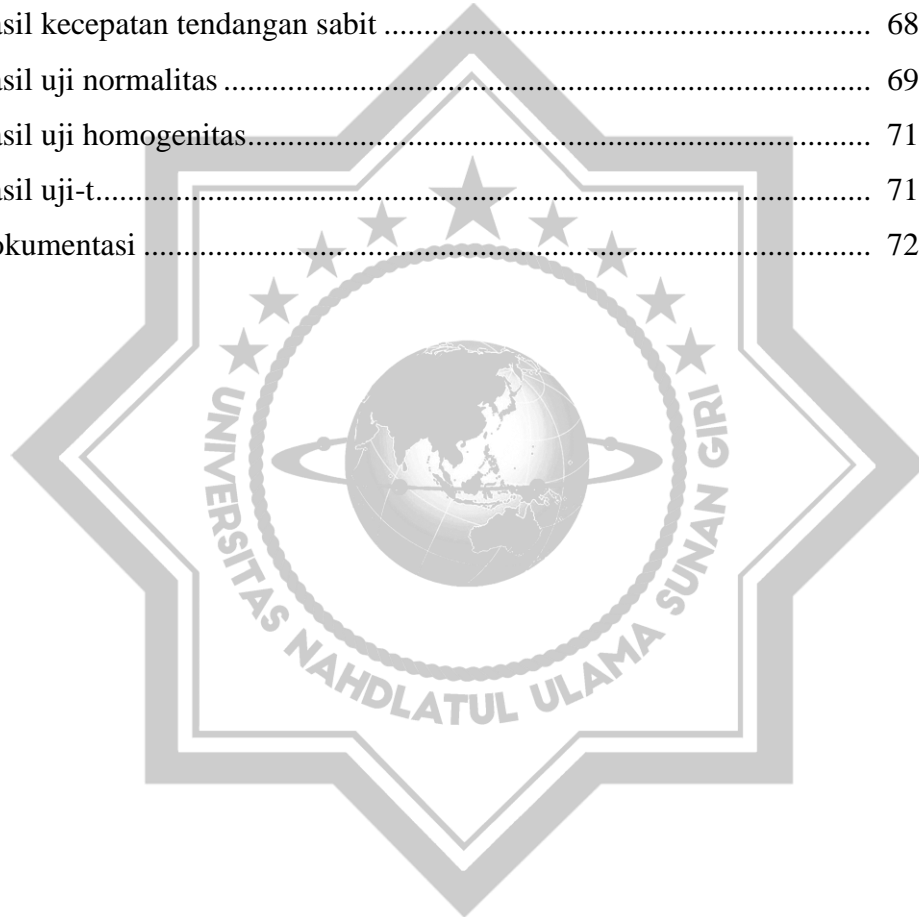 asil kecepatan tendangan sabit ............................................................. 68
asil uji normalitas ................................................................................. 69
asil uji homogenitas.............................................................................. 71
asil uji-t................................................................................................. 71
okumentasi ........................................................................................... 72
UNIVERSITAS NAHDLATUL ULAMA SUNAN GIRI